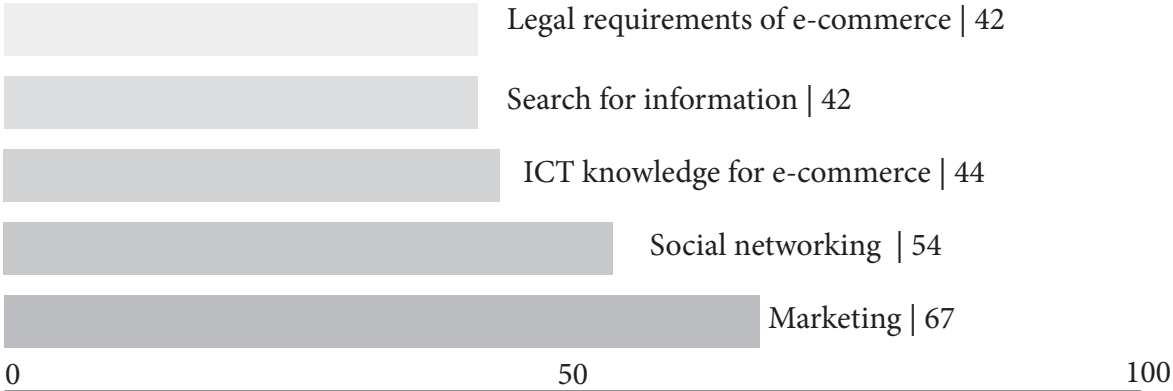 Legal requirements of e-commerce | 42
Search for information | 42
ICT knowledge for e-commerce | 44
Social networking | 54
Marketing | 67
0 50 100